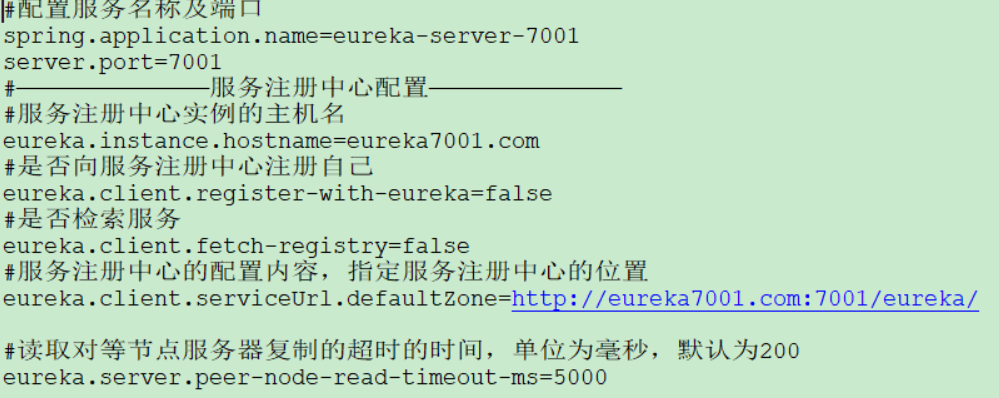 #配置服务名称及端口
spring.application.name=eureka-server-7001
server.port=7001
#——————————服务注册中心配置——————————
#服务注册中心实例的主机名
eureka.instance.hostname=eureka7001.com
#是否向服务注册中心注册自己
eureka.client.register-with-eureka=false
#是否检索服务
eureka.client.fetch-registry=false
#服务注册中心的配置内容，指定服务注册中心的位置
eureka.client.serviceUrl.defaultZone=http://eureka7001.com:7001/eureka/
#读取对等节点服务器复制的超时的时间，单位为毫秒，默认为200
eureka.server.peer-node-read-timeout-ms=5000